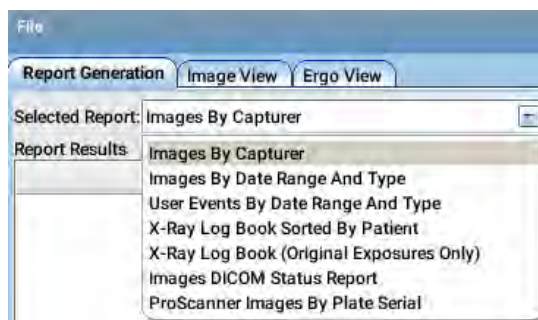 File
Report Generation Image View Ergo View
Selected Report: Images By Capturer
Report Results
Images By Capturer
Images By Date Range And Type
User Events By Date Range And Type
X-Ray Log Book Sorted By Patient
X-Ray Log Book (Original Exposures Only)
Images DICOM Status Report
ProScanner Images By Plate Serial